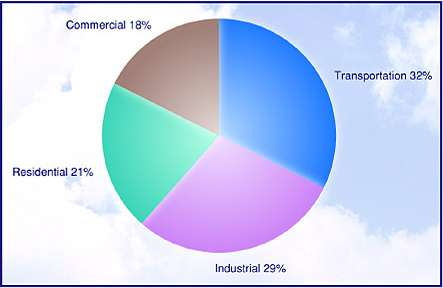 Commercial 18%
Transportation 32%
Residential 21%
Industrial 29%